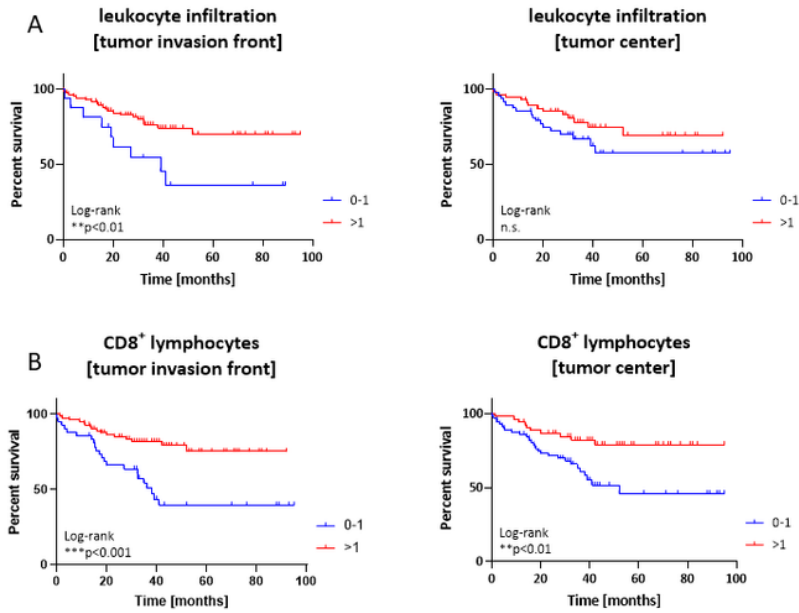 A
leukocyte infiltration
[tumor invasion front]
100
50
0
Percent survival
Log-rank
**p<0.01
0-1
>1
0 20 40 60 80 100
Time [months]
leukocyte infiltration
[tumor center]
100
50
0
Percent survival
Log-rank
n.s.
0-1
>1
0 20 40 60 80 100
Time [months]
B
CD8⁺ lymphocytes
[tumor invasion front]
100
50
0
Percent survival
Log-rank
***p<0.001
0-1
>1
0 20 40 60 80 100
Time [months]
CD8⁺ lymphocytes
[tumor center]
100
50
0
Percent survival
Log-rank
**p<0.01
0-1
>1
0 20 40 60 80 100
Time [months]